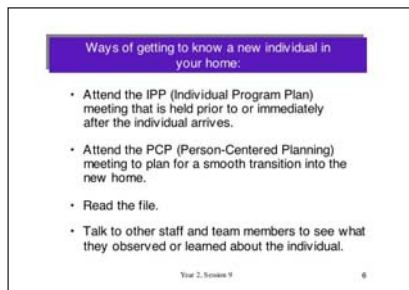 Ways of getting to know a new individual in
your home:
• Attend the IPP (Individual Program Plan)
meeting that is held prior to or immediately
after the individual arrives.
• Attend the PCP (Person-Centered Planning)
meeting to plan for a smooth transition into the
new home.
• Read the file.
• Talk to other staff and team members to see what
they observed or learned about the individual.
Year 2, Session 9
6